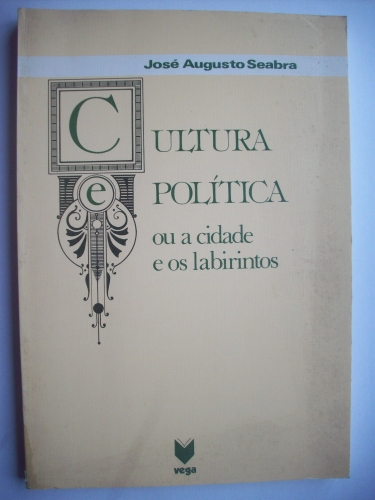 José Augusto Seabra
CULTURA
e POLÍTICA
ou a cidade
e os labirintos
vega